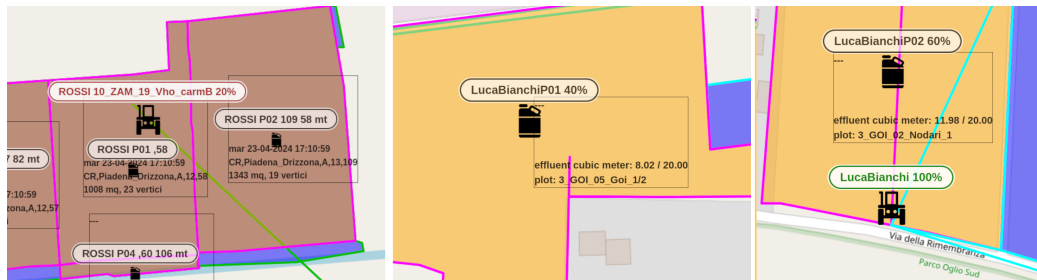 ROSSI 10_ZAM_19_Vho_carmB 20%
ROSSI P02 109 58 mt
ROSSI P01 ,58
mar 23-04-2024 17:10:59
CR,Piadena_Drizzona,A,13,109
1343 mq, 19 vertici
7 82 mt
mar 23-04-2024 17:10:59
CR,Piadena_Drizzona,A,12,58
1008 mq, 23 vertici
7:10:59
zona,A,12,57
---
ROSSI P04 ,60 106 mt
LucaBianchiP01 40%
---
effluent cubic meter: 8.02 / 20.00
plot: 3_GOI_05_Goi_1/2
LucaBianchiP02 60%
---
effluent cubic meter: 11.98 / 20.00
plot: 3_GOI_02_Nodari_1
LucaBianchi 100%
Via della Rimembranza
Parco Oglio Sud